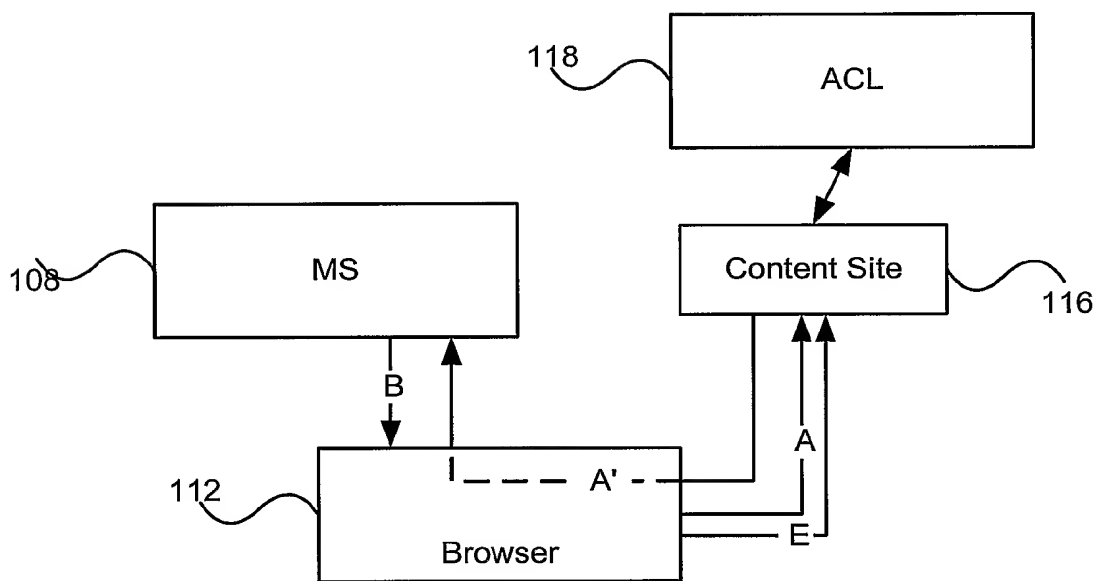 118
ACL
MS
Content Site
108
116
B
A
112
A'
E
Browser